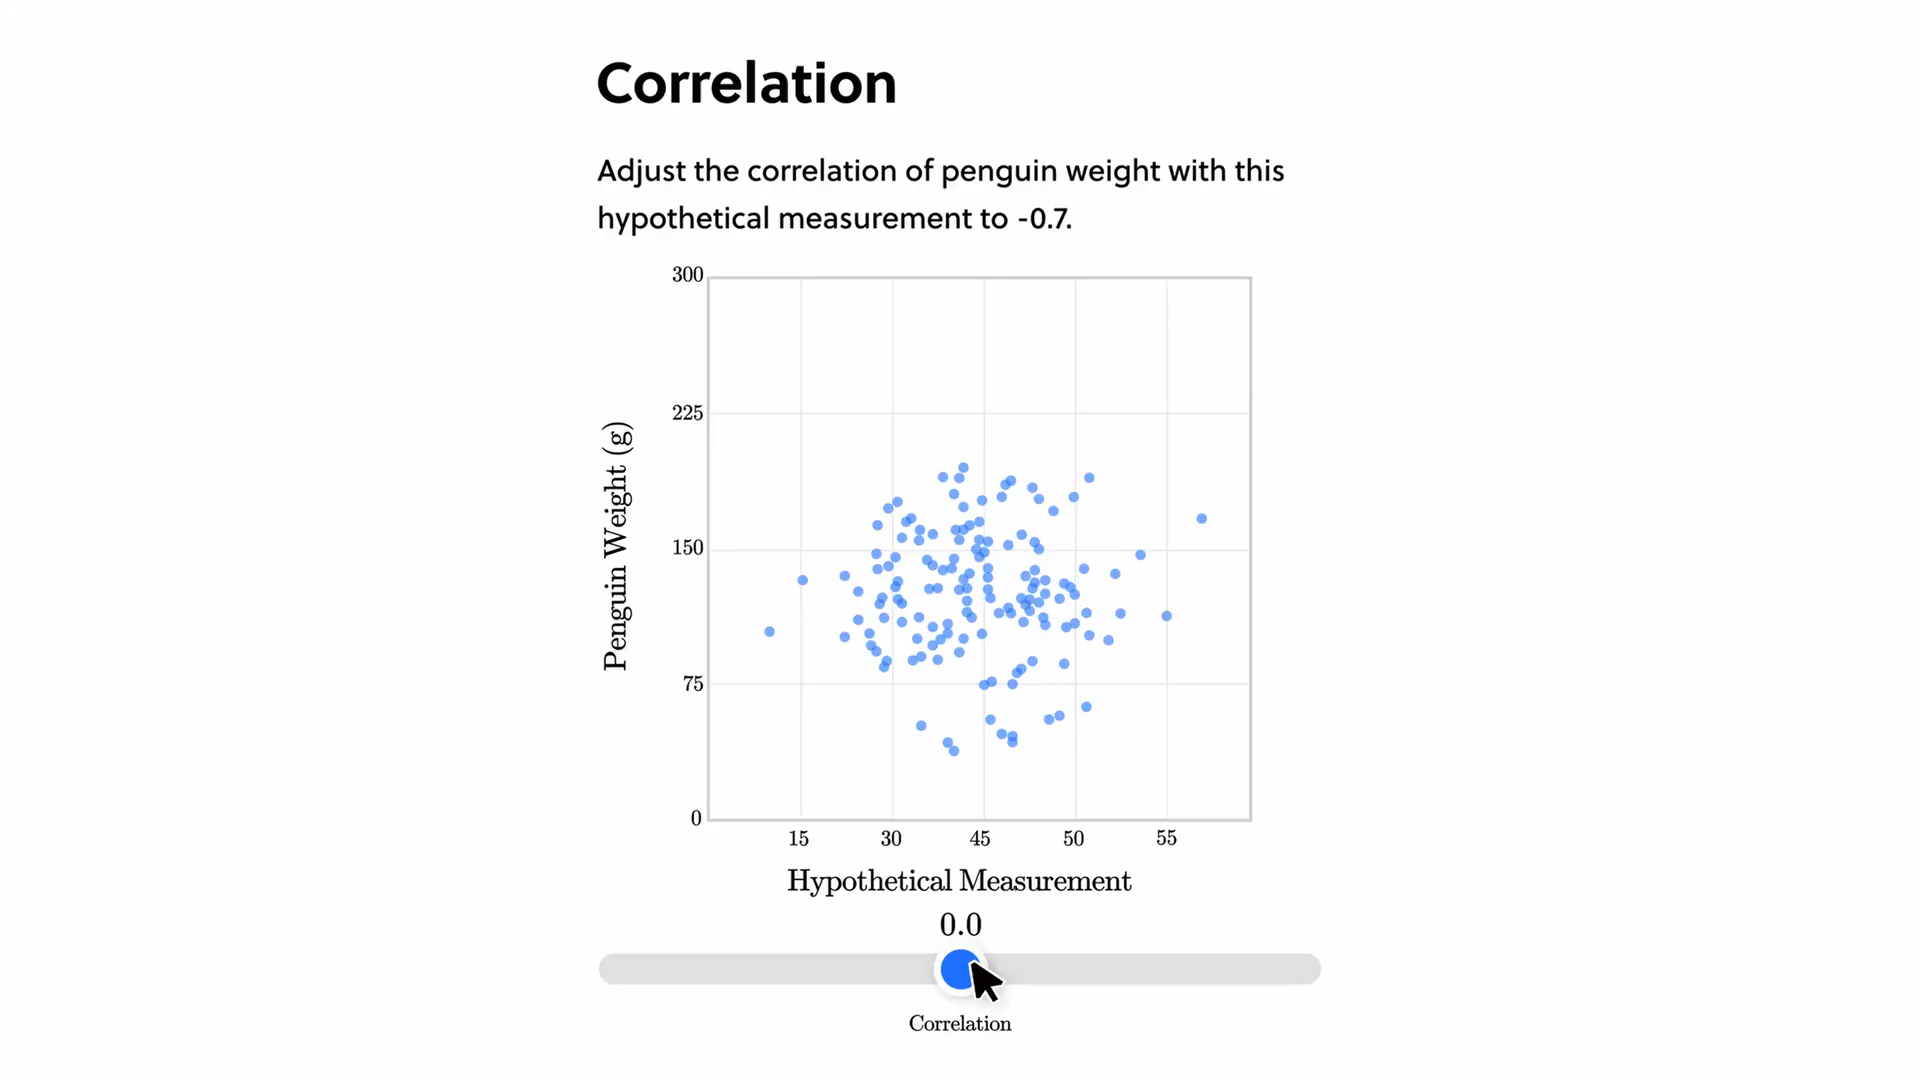 Correlation
Adjust the correlation of penguin weight with this
hypothetical measurement to -0.7.
300
225
150
75
0
Penguin Weight (g)
15 30 45 50 55
Hypothetical Measurement
0.0
Correlation